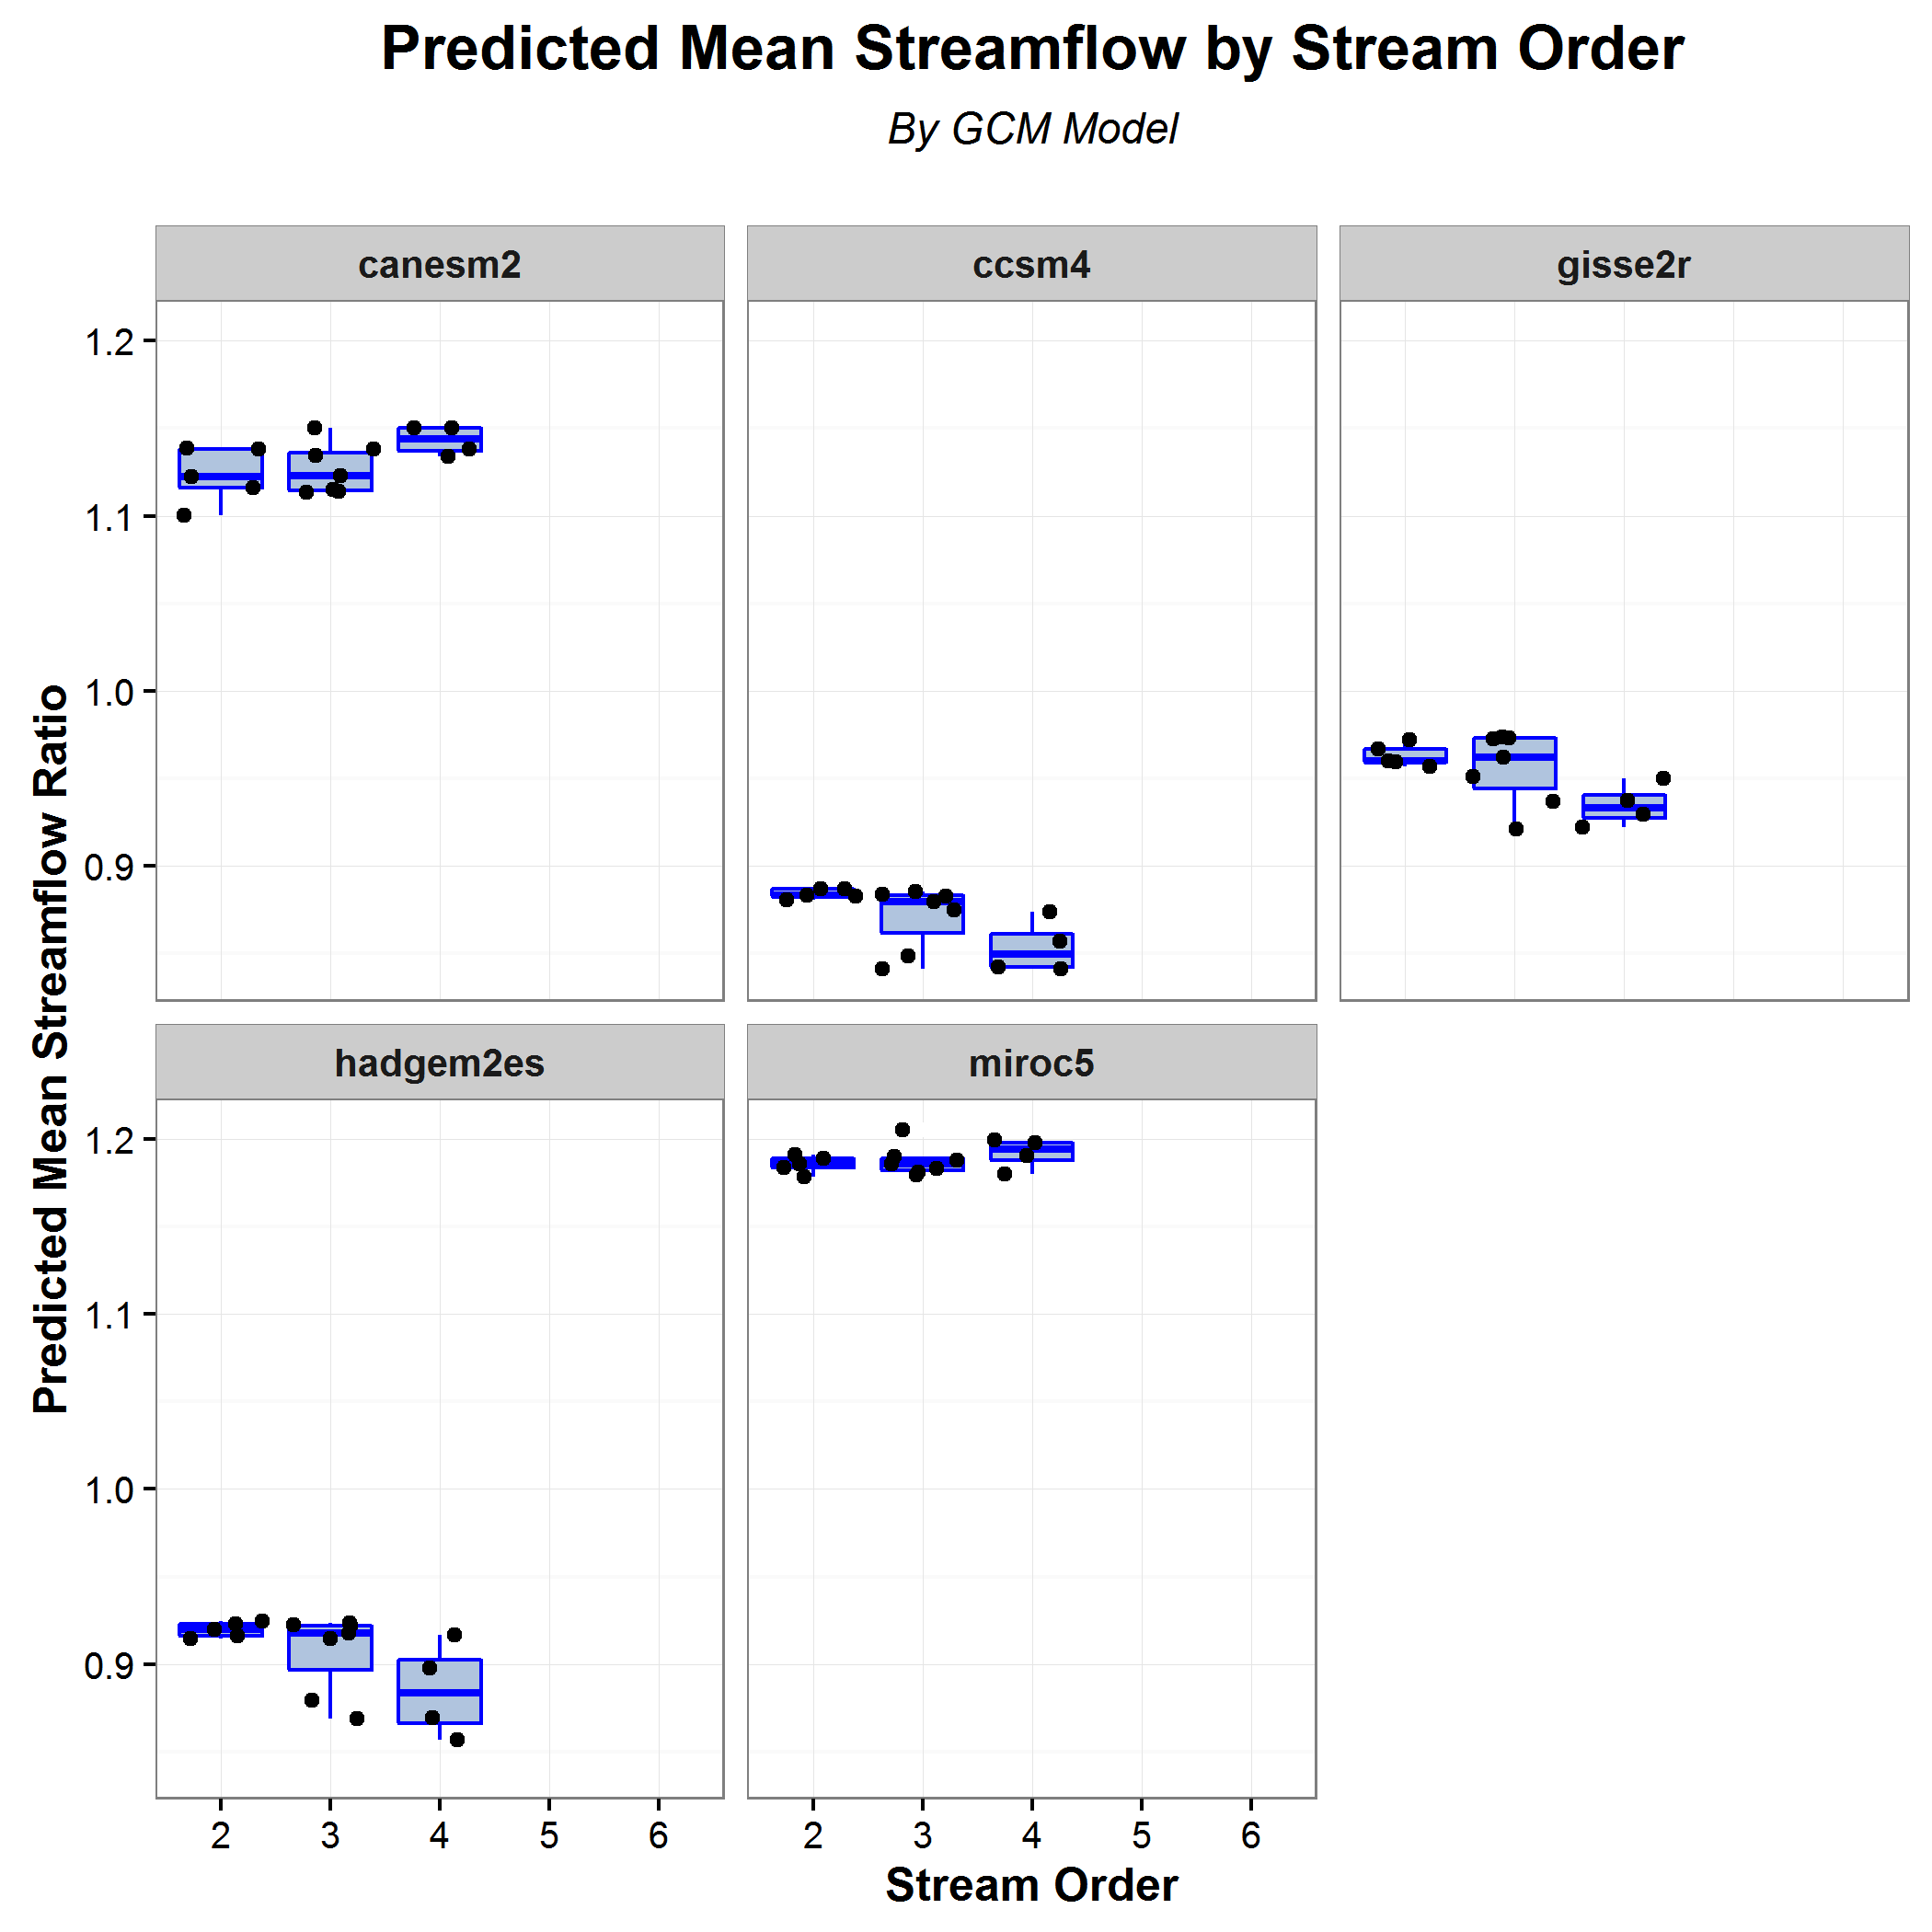 Predicted Mean Streamflow by Stream Order
By GCM Model
canesm2
ccsm4
gisse2r
1.2
1.1
1.0
0.9
Predicted Mean Streamflow Ratio
hadgem2es
miroc5
1.2
1.1
1.0
0.9
2 3 4 5 6
2 3 4 5 6
Stream Order